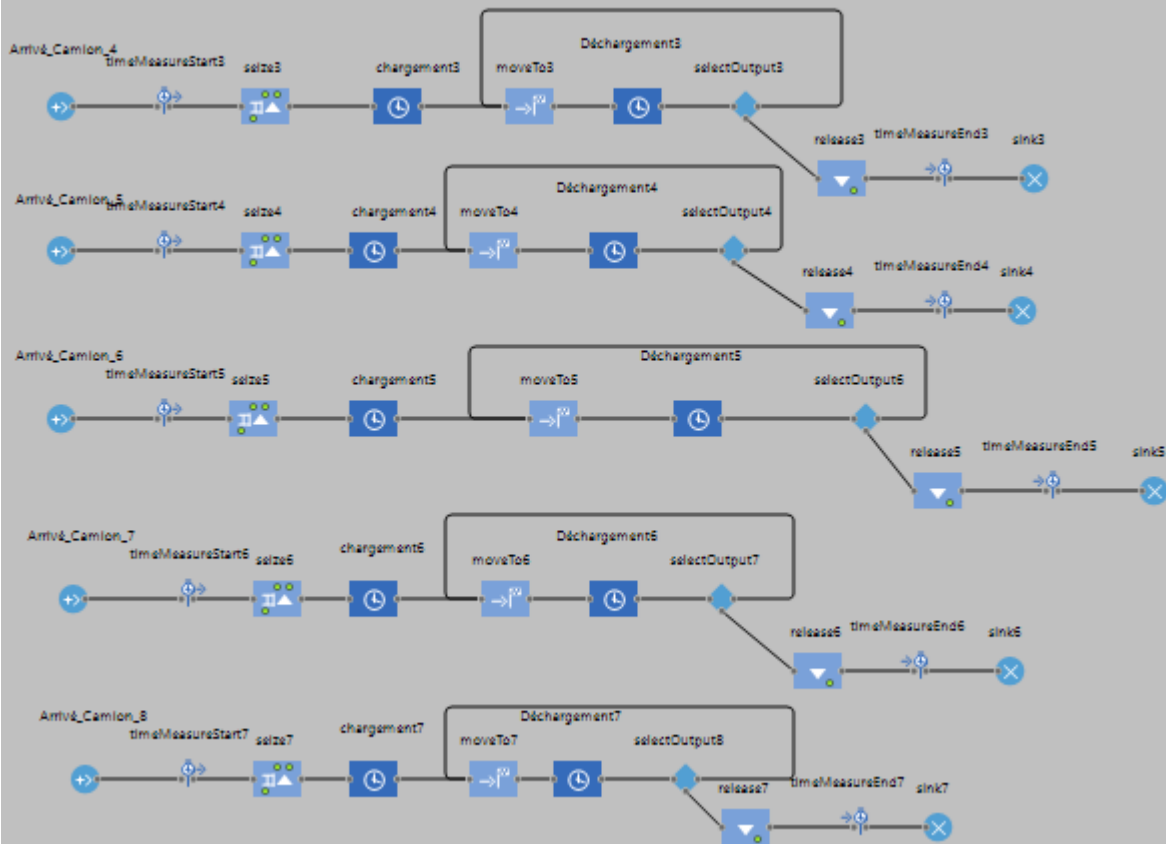 Déchargement3
Arrivé_Camion_4
timeMeasureStart3
seize3
chargement3
moveTo3
selectOutput3
release3
timeMeasureEnd3
sink3
Déchargement4
Arrivé_Camion_5
timeMeasureStart4
seize4
chargement4
moveTo4
selectOutput4
release4
timeMeasureEnd4
sink4
Arrivé_Camion_6
Déchargement5
timeMeasureStart5
seize5
chargement5
moveTo5
selectOutput6
release5
timeMeasureEnd5
sink5
Arrivé_Camion_7
Déchargement6
timeMeasureStart6
seize6
chargement6
moveTo6
selectOutput7
release6
timeMeasureEnd6
sink6
Arrivé_Camion_8
Déchargement7
timeMeasureStart7
seize7
chargement7
moveTo7
selectOutput8
release7
timeMeasureEnd7
sink7